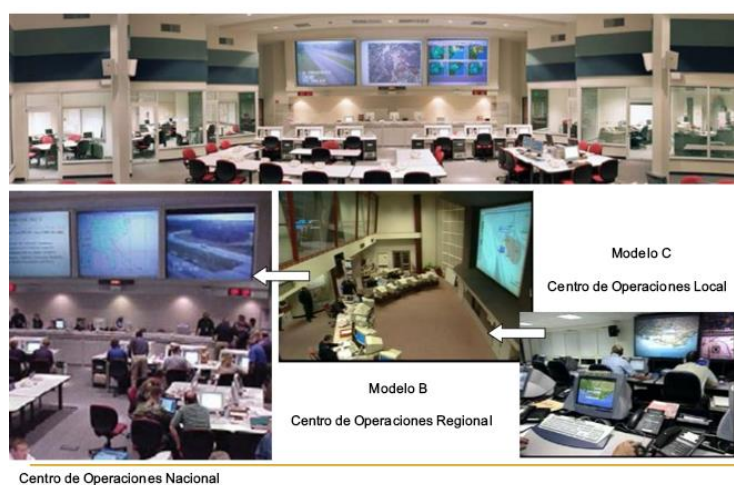 Modelo C
Centro de Operaciones Local
Modelo B
Centro de Operaciones Regional
Centro de Operaciones Nacional